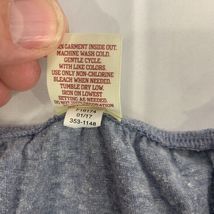 GARMENT INSIDE OUT.
MACHINE WASH COLD.
GENTLE CYCLE.
WITH LIKE COLORS.
USE ONLY NON-CHLORINE
BLEACH WHEN NEEDED.
TUMBLE DRY LOW.
IRON ON LOWEST
SETTING AS NEEDED.
01/17
353-1148